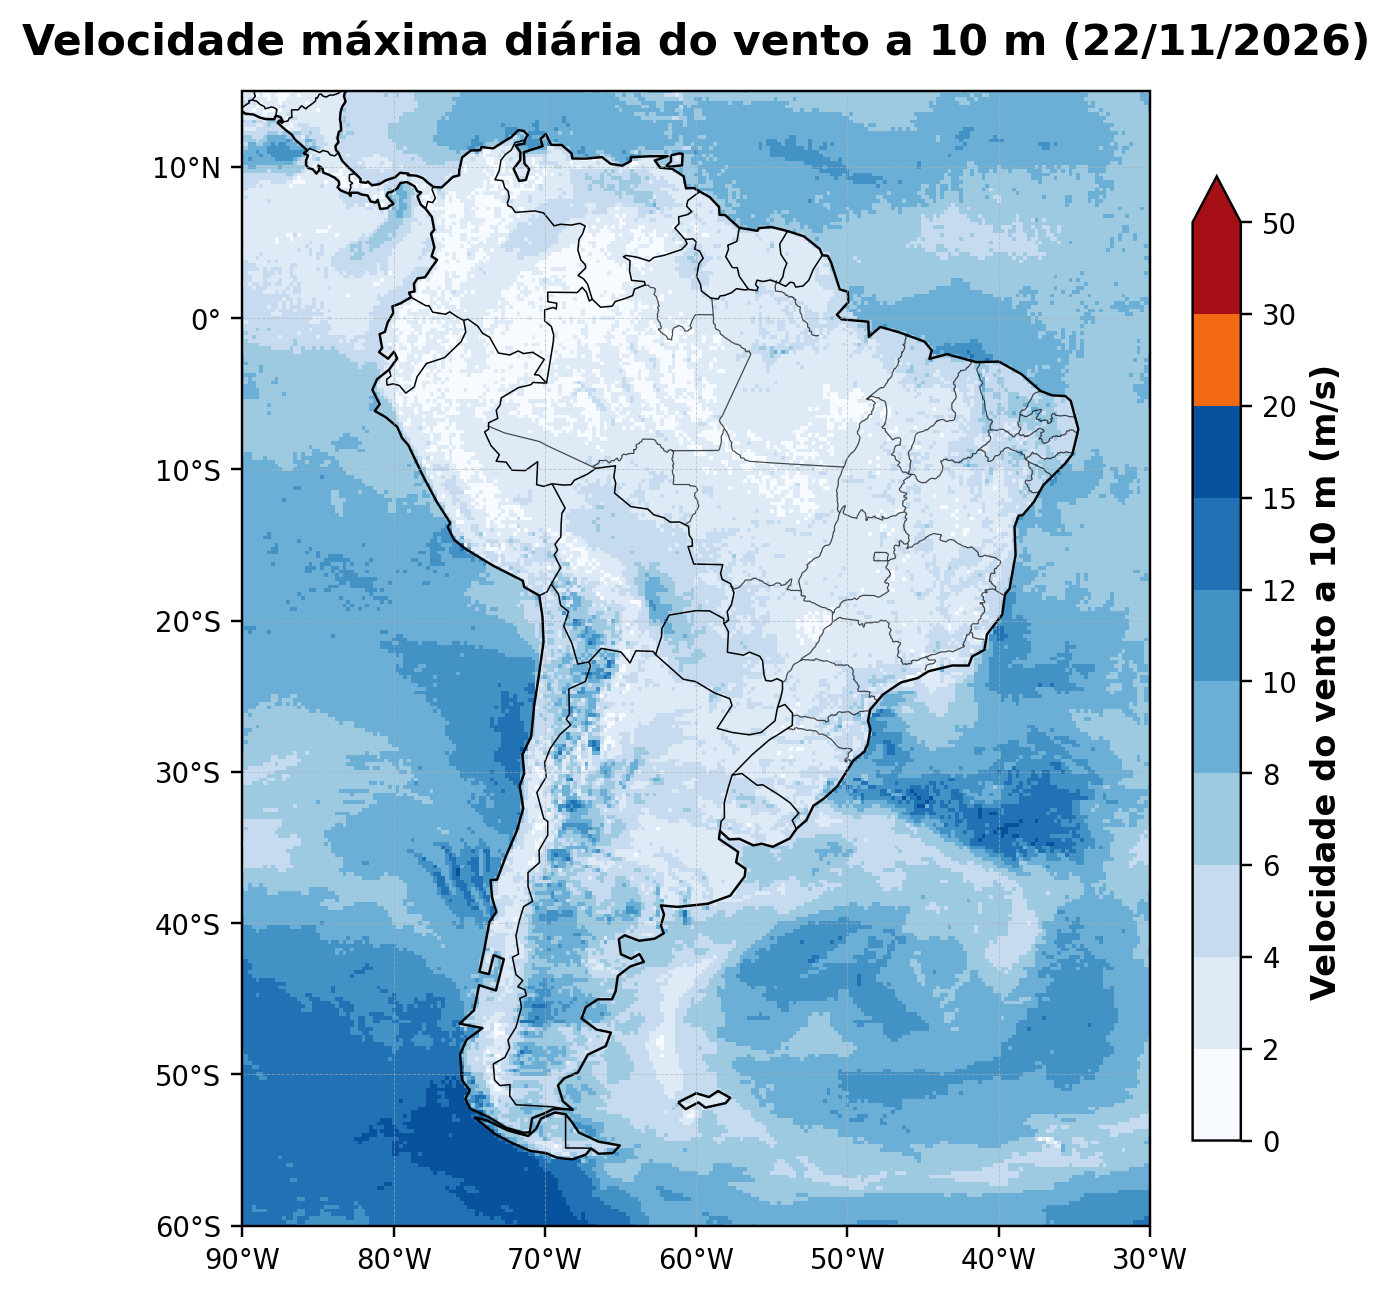 Velocidade máxima diária do vento a 10 m (22/11/2026)
10°N
0°
10°S
20°S
30°S
40°S
50°S
60°S
90°W
80°W
70°W
60°W
50°W
40°W
30°W
50
30
20
15
12
10
8
6
4
2
0
Velocidade do vento a 10 m (m/s)